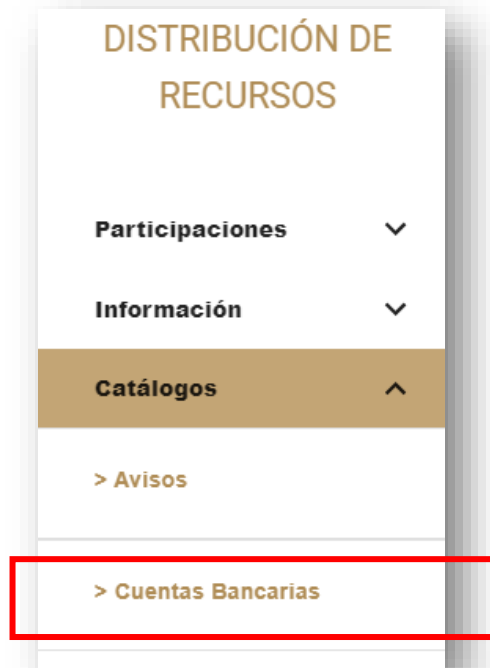 DISTRIBUCIÓN DE
RECURSOS
Participaciones
Información
Catálogos
> Avisos
> Cuentas Bancarias